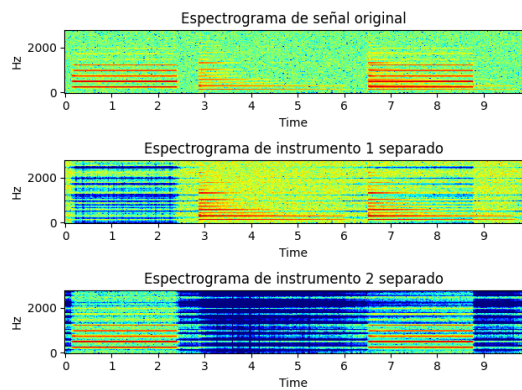 Espectrograma de señal original
Hz
2000
0
0 1 2 3 4 5 6 7 8 9
Time
Espectrograma de instrumento 1 separado
Hz
2000
0
0 1 2 3 4 5 6 7 8 9
Time
Espectrograma de instrumento 2 separado
Hz
2000
0
0 1 2 3 4 5 6 7 8 9
Time